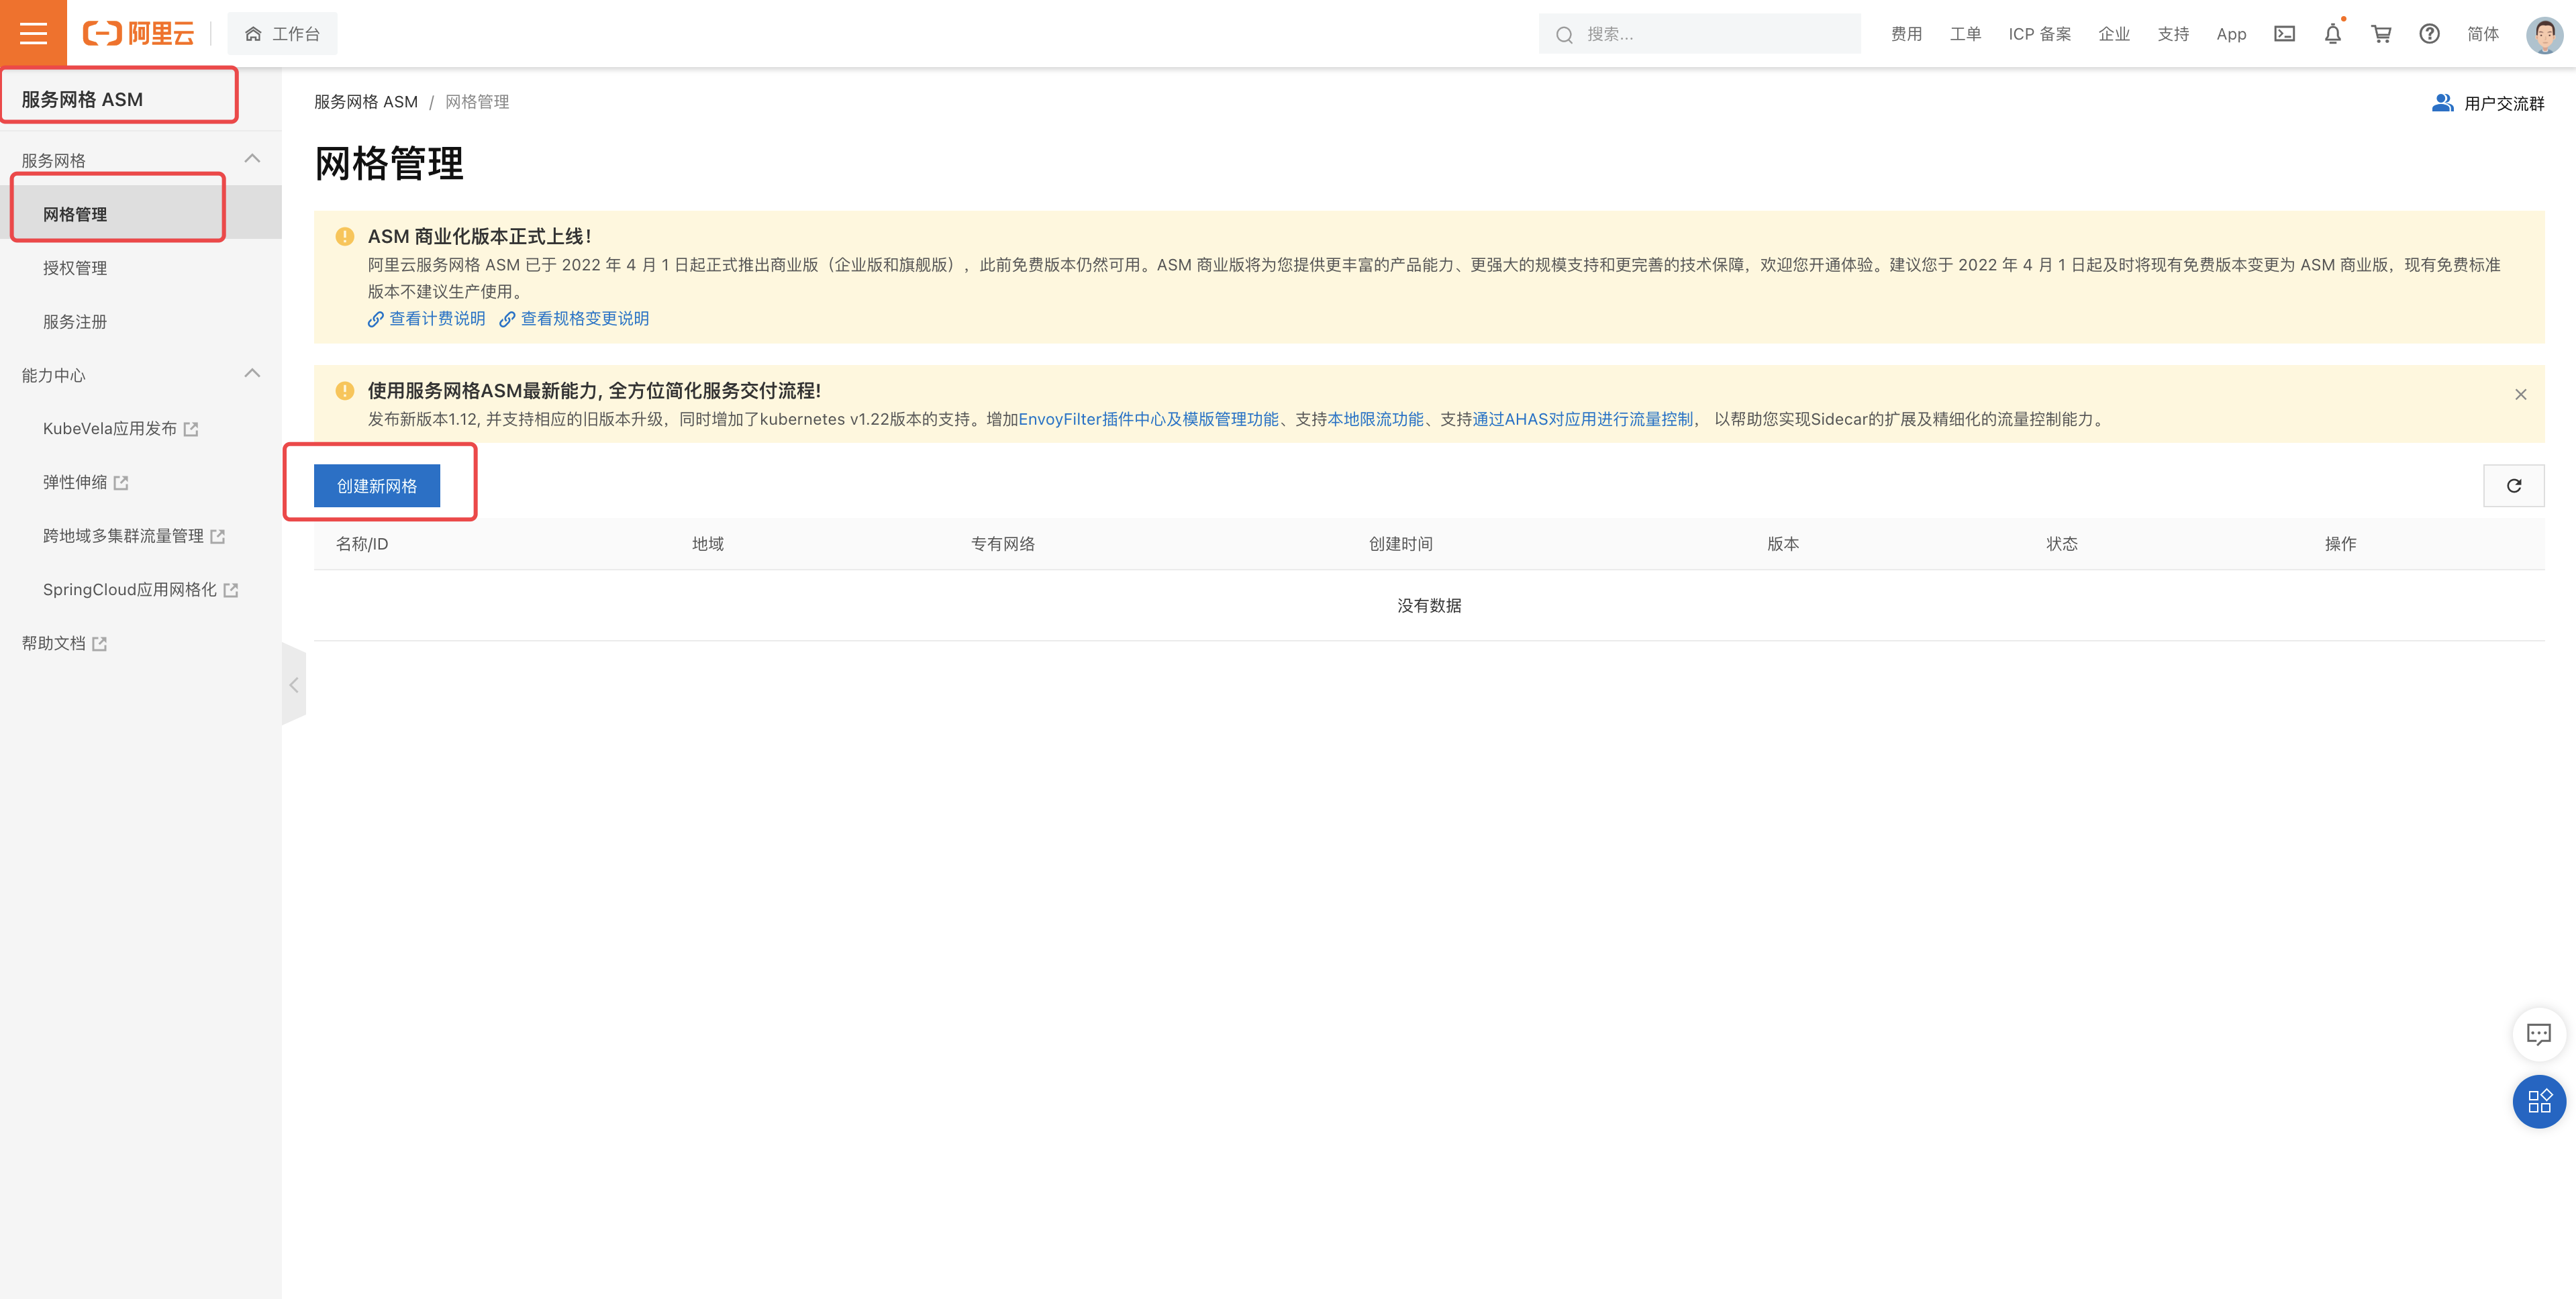 阿里云
工作台
搜索...
费用
工单
ICP 备案
企业
支持
App
简体
服务网格 ASM
服务网格
网格管理
授权管理
服务注册
能力中心
KubeVela应用发布
弹性伸缩
跨地域多集群流量管理
SpringCloud应用网格化
帮助文档
服务网格 ASM / 网格管理
用户交流群
网格管理
ASM 商业化版本正式上线！
阿里云服务网格 ASM 已于 2022 年 4 月 1 日起正式推出商业版（企业版和旗舰版），此前免费版本仍然可用。ASM 商业版将为您提供更丰富的产品能力、更强大的规模支持和更完善的技术保障，欢迎您开通体验。建议您于 2022 年 4 月 1 日起及时将现有免费版本变更为 ASM 商业版，现有免费标准
版本不建议生产使用。
查看计费说明 查看规格变更说明
使用服务网格ASM最新能力, 全方位简化服务交付流程!
发布新版本1.12, 并支持相应的旧版本升级，同时增加了kubernetes v1.22版本的支持。增加EnvoyFilter插件中心及模版管理功能、支持本地限流功能、支持通过AHAS对应用进行流量控制， 以帮助您实现Sidecar的扩展及精细化的流量控制能力。
创建新网格
名称/ID 地域 专有网络 创建时间 版本 状态 操作
没有数据